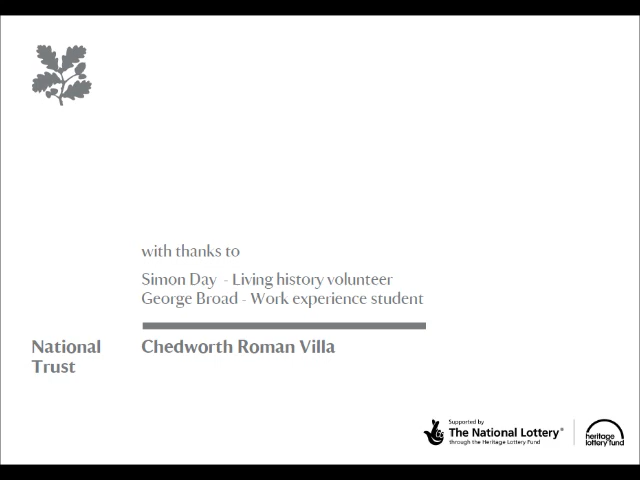 with thanks to
Simon Day - Living history volunteer
George Broad - Work experience student
National Trust
Chedworth Roman Villa
Supported by
The National Lottery®
through the Heritage Lottery Fund
heritage
lottery fund